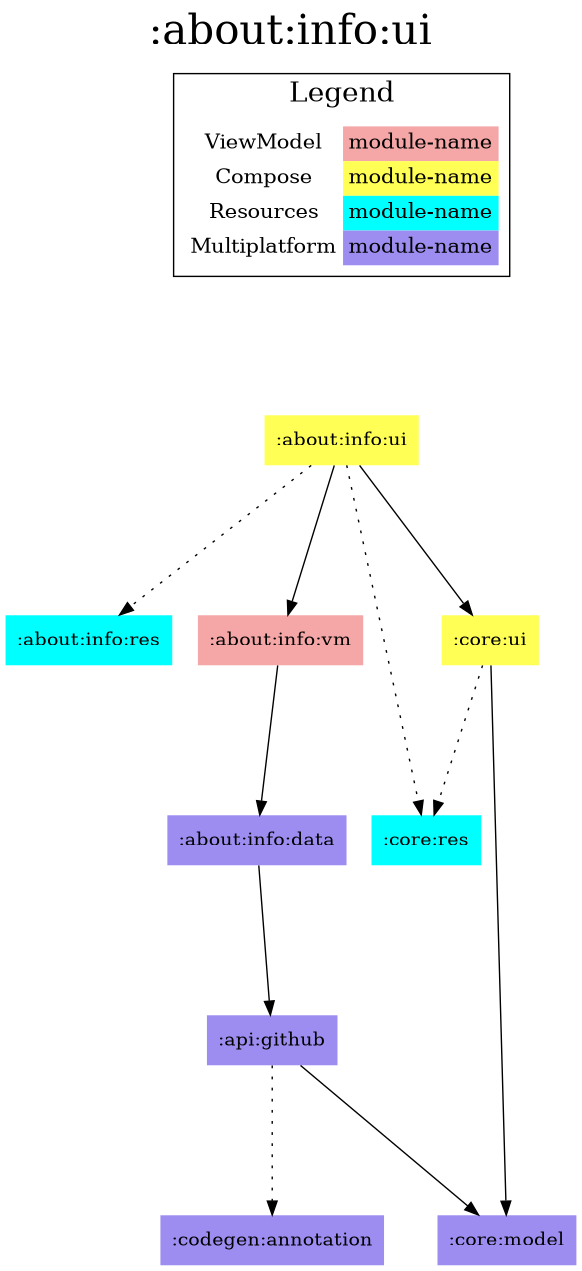 :about:info:ui
Legend
ViewModel module-name
Compose module-name
Resources module-name
Multiplatform module-name
:about:info:ui
:about:info:res :about:info:vm :core:ui
:about:info:data :core:res
:api:github
:codegen:annotation :core:model